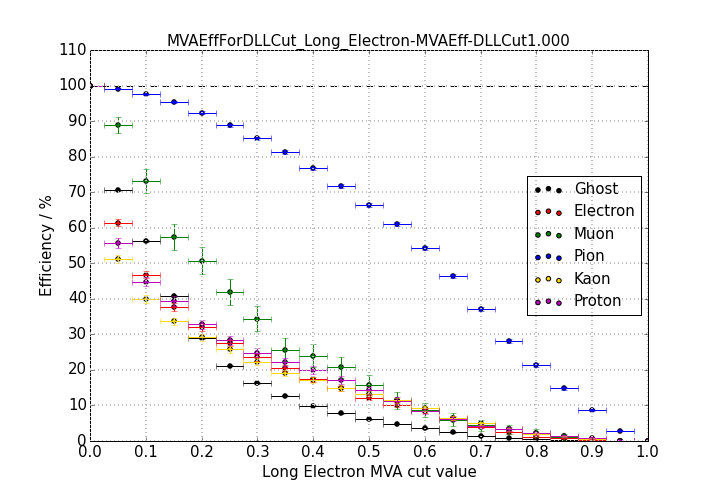 MVAEffForDLLCut_Long_Electron-MVAEff-DLLCut1.000
110
100
90
80
70
60
50
40
30
20
10
0
Efficiency / %
Ghost
Electron
Muon
Pion
Kaon
Proton
0.0 0.1 0.2 0.3 0.4 0.5 0.6 0.7 0.8 0.9 1.0
Long Electron MVA cut value